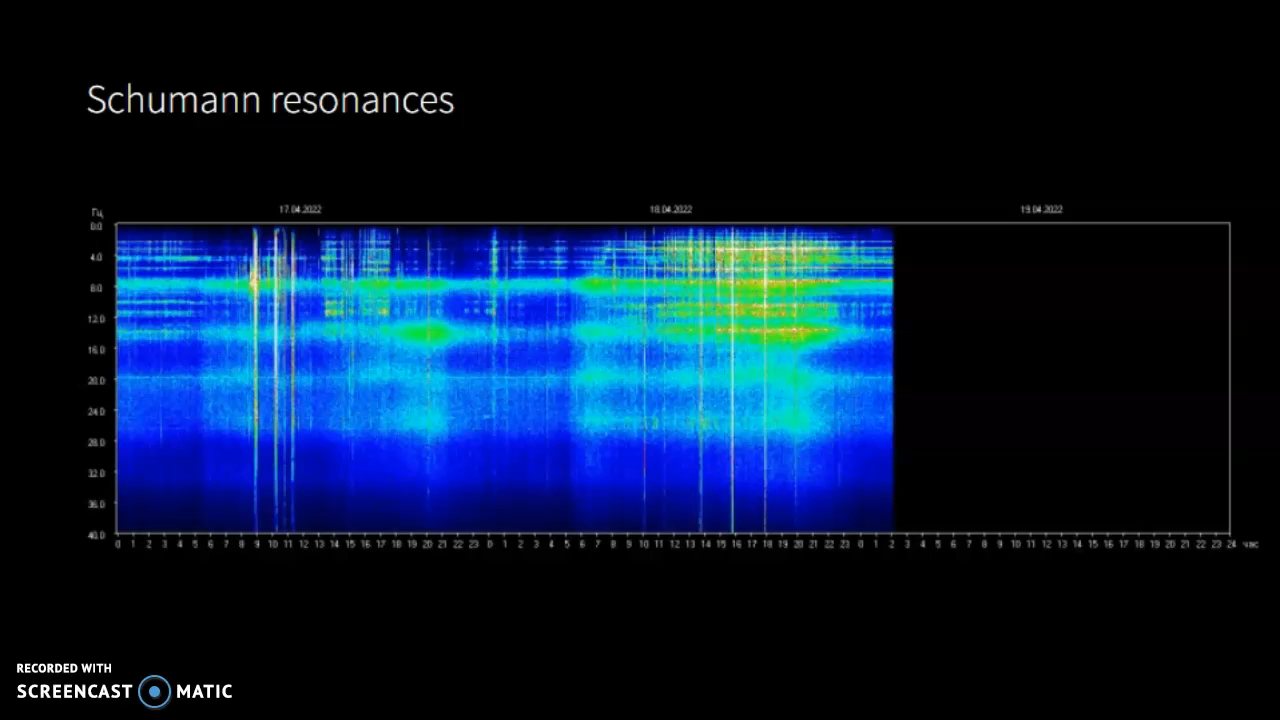 Schumann resonances
17.04.2022 18.04.2022 19.04.2022
Гц
0.0
4.0
8.0
12.0
16.0
20.0
24.0
28.0
32.0
36.0
40.0
0 1 2 3 4 5 6 7 8 9 10 11 12 13 14 15 16 17 18 19 20 21 22 23 0 1 2 3 4 5 6 7 8 9 10 11 12 13 14 15 16 17 18 19 20 21 22 23 0 1 2 3 4 5 6 7 8 9 10 11 12 13 14 15 16 17 18 19 20 21 22 23 24 час
RECORDED WITH
SCREENCAST MATIC